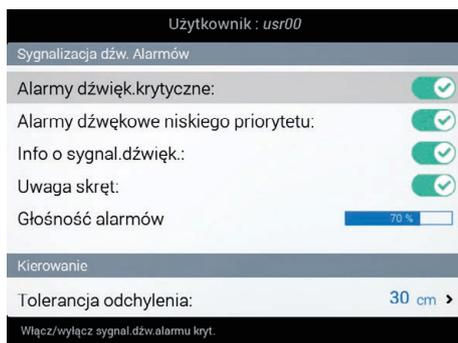 Użytkownik : usr00
Sygnalizacja dźw. Alarmów
Alarmy dźwięk.krytyczne:
Alarmy dźwękowe niskiego priorytetu:
Info o sygnal.dźwięk.:
Uwaga skręt:
Głośność alarmów 70 %
Kierowanie
Tolerancja odchylenia: 30 cm >
Włącz/wyłącz sygnal.dźw.alarmu kryt.